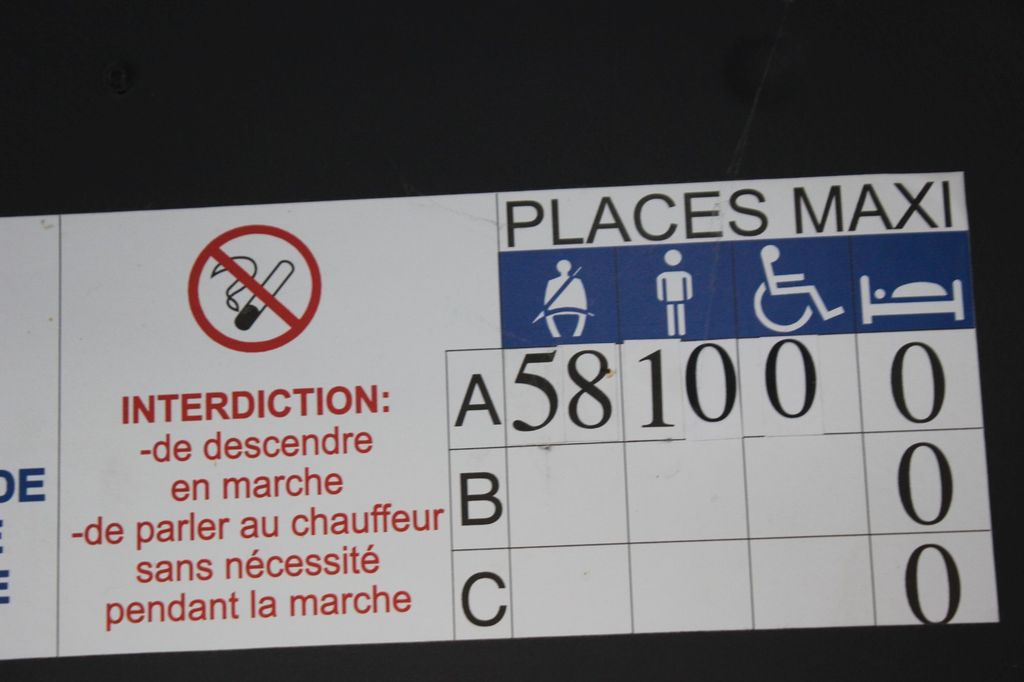 DE
INTERDICTION:
-de descendre
en marche
-de parler au chauffeur
sans nécessité
pendant la marche
PLACES MAXI
A 58 10 0 0
B 0
C 0